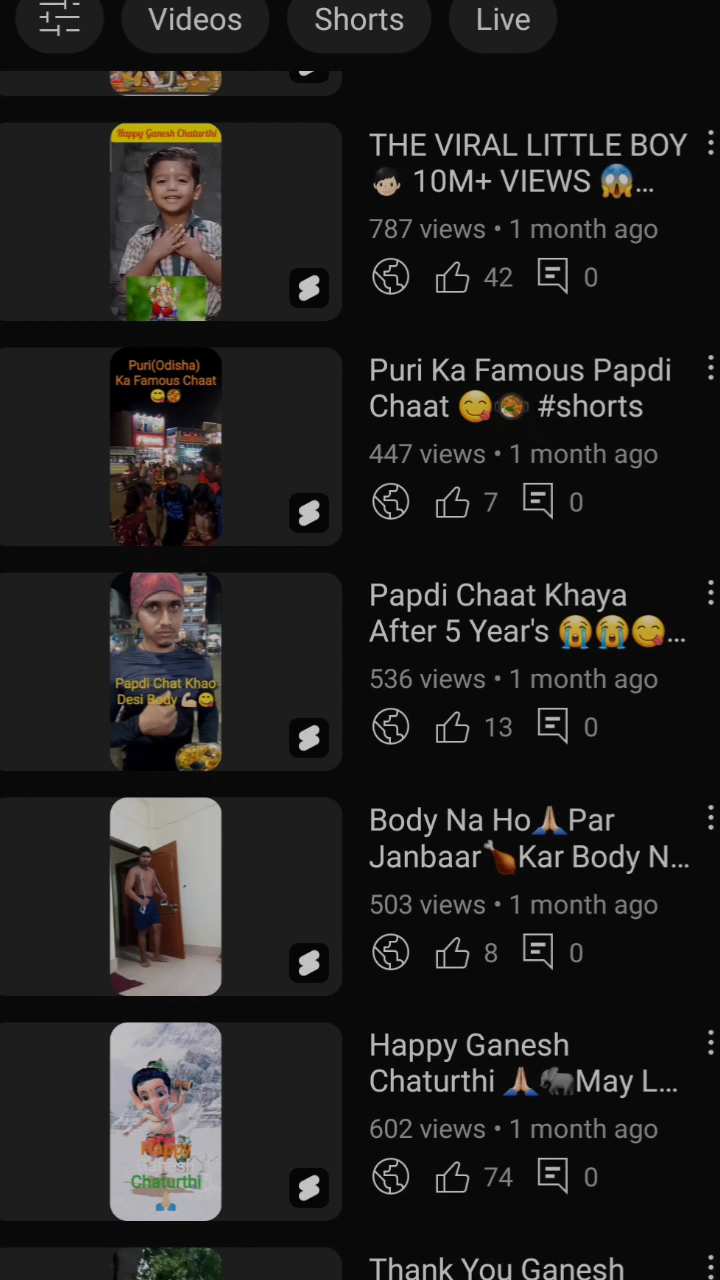 Videos
Shorts
Live
Happy Ganesh Chaturthi
THE VIRAL LITTLE BOY
👦🏻 10M+ VIEWS 😱...
787 views • 1 month ago
42
0
Puri(Odisha)
Ka Famous Chaat
😋🥘
Puri Ka Famous Papdi
Chaat 😋🥘 #shorts
447 views • 1 month ago
7
0
Papdi Chat Khao
Desi Body 💪🏼😋
Papdi Chaat Khaya
After 5 Year's 😭😭😋...
536 views • 1 month ago
13
0
Body Na Ho🙏🏼Par
Janbaar🍗Kar Body N...
503 views • 1 month ago
8
0
Happy
Chaturthi
🙏🏼
Happy Ganesh
Chaturthi 🙏🏼🐘May L...
602 views • 1 month ago
74
0
Thank You Ganesh